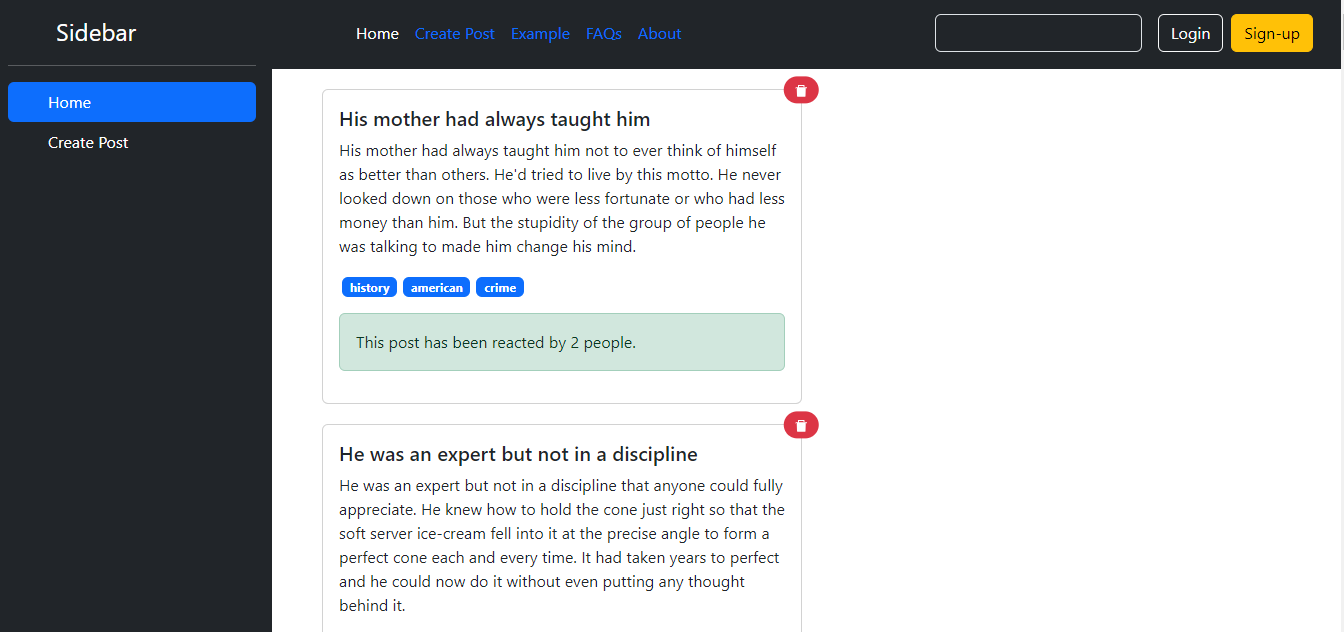 Sidebar
Home
Create Post
Home Create Post Example FAQs About
Login Sign-up
His mother had always taught him
His mother had always taught him not to ever think of himself
as better than others. He'd tried to live by this motto. He never
looked down on those who were less fortunate or who had less
money than him. But the stupidity of the group of people he
was talking to made him change his mind.
history american crime
This post has been reacted by 2 people.
He was an expert but not in a discipline
He was an expert but not in a discipline that anyone could fully
appreciate. He knew how to hold the cone just right so that the
soft server ice-cream fell into it at the precise angle to form a
perfect cone each and every time. It had taken years to perfect
and he could now do it without even putting any thought
behind it.